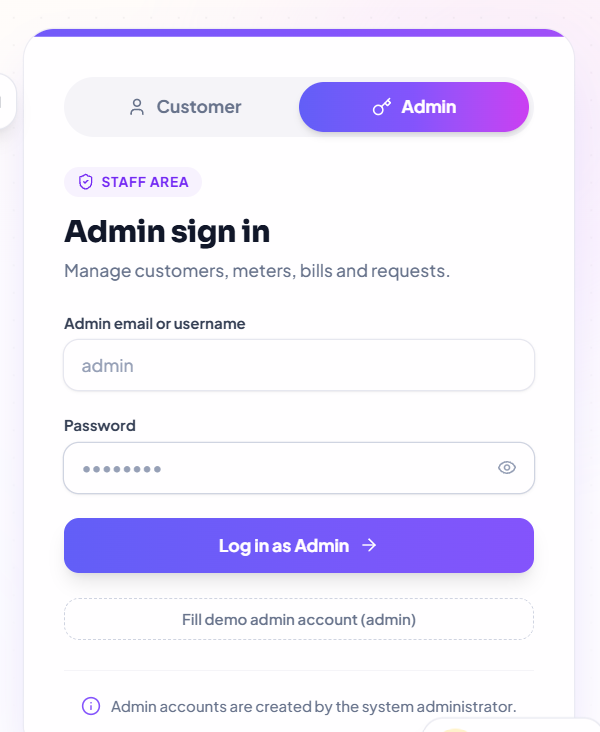 Customer
Admin
STAFF AREA
Admin sign in
Manage customers, meters, bills and requests.
Admin email or username
admin
Password
Log in as Admin
Fill demo admin account (admin)
Admin accounts are created by the system administrator.